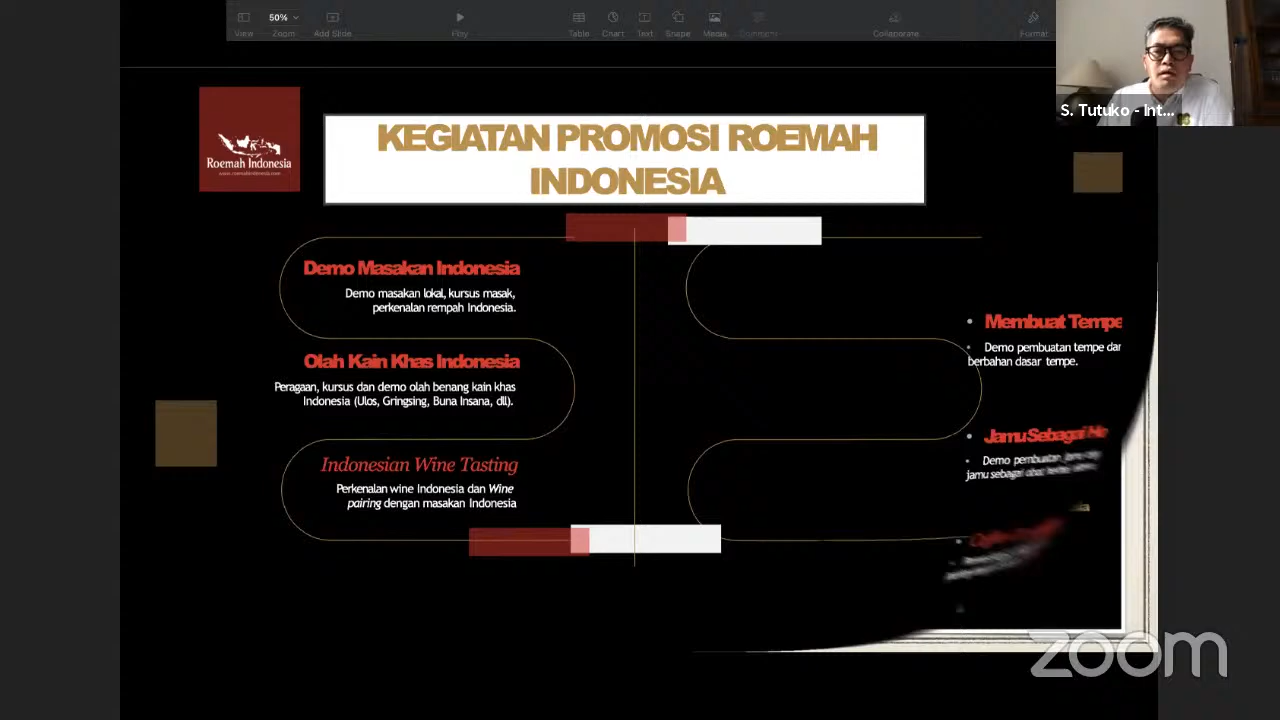 50%
View
Zoom
Add Slide
Play
Table
Chart
Text
Shape
Media
Comment
Collaborate
Format
S. Tutuko - Int...
Roemah Indonesia
KEGIATAN PROMOSI ROEMAH
INDONESIA
Demo Masakan Indonesia
Demo masakan lokal, kursus masak,
perkenalan rempah Indonesia.
Olah Kain Khas Indonesia
Peragaan, kursus dan demo olah benang kain khas
Indonesia (Ulos, Gringsing, Buna Insana, dll).
Indonesian Wine Tasting
Perkenalan wine Indonesia dan Wine
pairing dengan masakan Indonesia
• Membuat Tempe
• Demo pembuatan tempe dan
berbahan dasar tempe.
• Jamu Sebagai
• Demo pembuatan jamu
jamu sebagai obat
zoom